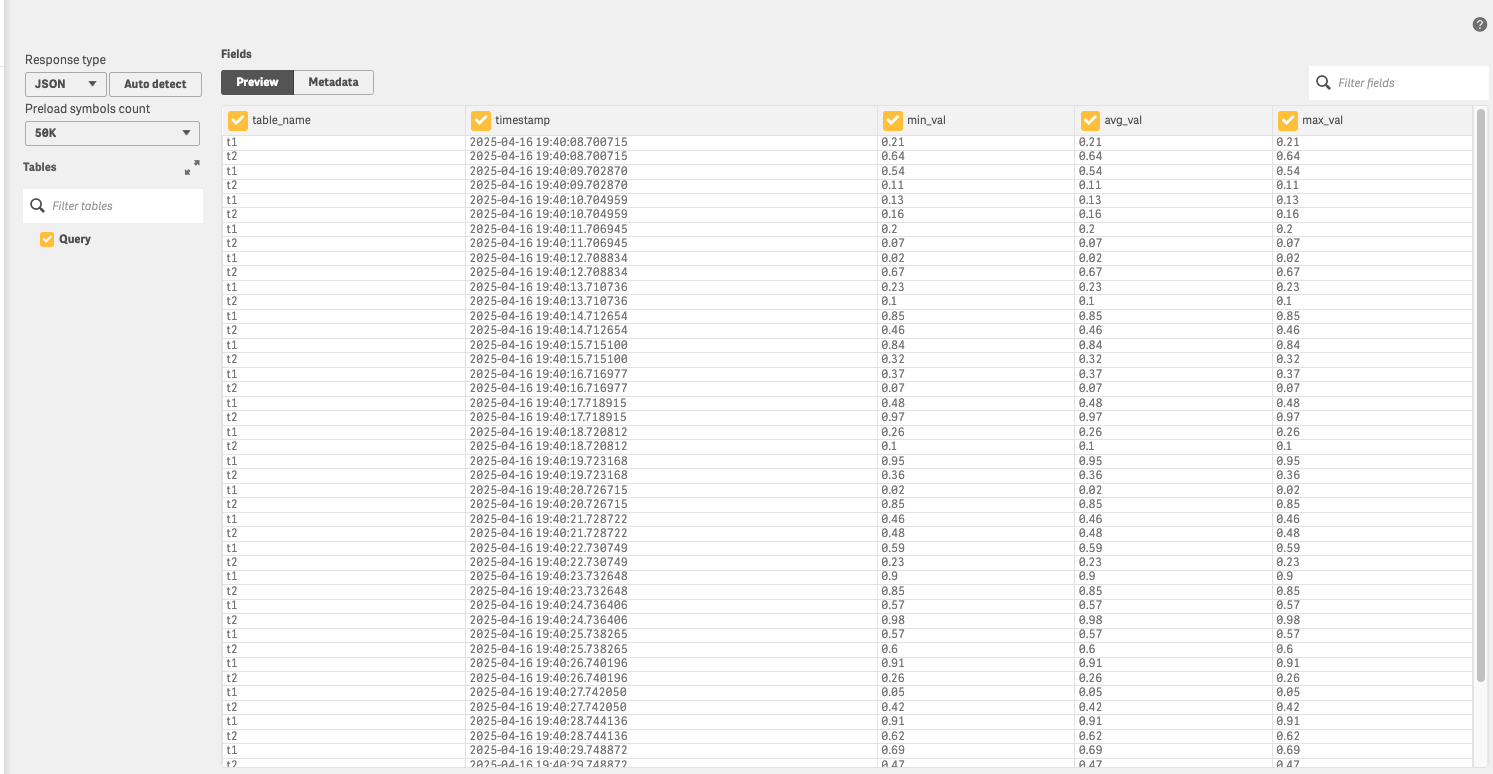 ?
Response type
JSON Auto detect
Preload symbols count
50K
Tables
Filter tables
Query
Fields
Preview Metadata
Filter fields
table_name timestamp min_val avg_val max_val
t1 2025-04-16 19:40:08.700715 0.21 0.21 0.21
t2 2025-04-16 19:40:08.700715 0.64 0.64 0.64
t1 2025-04-16 19:40:09.702870 0.54 0.54 0.54
t2 2025-04-16 19:40:09.702870 0.11 0.11 0.11
t1 2025-04-16 19:40:10.704959 0.13 0.13 0.13
t2 2025-04-16 19:40:10.704959 0.16 0.16 0.16
t1 2025-04-16 19:40:11.706945 0.2 0.2 0.2
t2 2025-04-16 19:40:11.706945 0.07 0.07 0.07
t1 2025-04-16 19:40:12.708834 0.02 0.02 0.02
t2 2025-04-16 19:40:12.708834 0.67 0.67 0.67
t1 2025-04-16 19:40:13.710736 0.23 0.23 0.23
t2 2025-04-16 19:40:13.710736 0.1 0.1 0.1
t1 2025-04-16 19:40:14.712654 0.85 0.85 0.85
t2 2025-04-16 19:40:14.712654 0.46 0.46 0.46
t1 2025-04-16 19:40:15.715100 0.84 0.84 0.84
t2 2025-04-16 19:40:15.715100 0.32 0.32 0.32
t1 2025-04-16 19:40:16.716977 0.37 0.37 0.37
t2 2025-04-16 19:40:16.716977 0.07 0.07 0.07
t1 2025-04-16 19:40:17.718915 0.48 0.48 0.48
t2 2025-04-16 19:40:17.718915 0.97 0.97 0.97
t1 2025-04-16 19:40:18.720812 0.26 0.26 0.26
t2 2025-04-16 19:40:18.720812 0.1 0.1 0.1
t1 2025-04-16 19:40:19.723168 0.95 0.95 0.95
t2 2025-04-16 19:40:19.723168 0.36 0.36 0.36
t1 2025-04-16 19:40:20.726715 0.02 0.02 0.02
t2 2025-04-16 19:40:20.726715 0.85 0.85 0.85
t1 2025-04-16 19:40:21.728722 0.46 0.46 0.46
t2 2025-04-16 19:40:21.728722 0.48 0.48 0.48
t1 2025-04-16 19:40:22.730749 0.59 0.59 0.59
t2 2025-04-16 19:40:22.730749 0.23 0.23 0.23
t1 2025-04-16 19:40:23.732648 0.9 0.9 0.9
t2 2025-04-16 19:40:23.732648 0.85 0.85 0.85
t1 2025-04-16 19:40:24.736406 0.57 0.57 0.57
t2 2025-04-16 19:40:24.736406 0.98 0.98 0.98
t1 2025-04-16 19:40:25.738265 0.57 0.57 0.57
t2 2025-04-16 19:40:25.738265 0.6 0.6 0.6
t1 2025-04-16 19:40:26.740196 0.91 0.91 0.91
t2 2025-04-16 19:40:26.740196 0.26 0.26 0.26
t1 2025-04-16 19:40:27.742050 0.05 0.05 0.05
t2 2025-04-16 19:40:27.742050 0.42 0.42 0.42
t1 2025-04-16 19:40:28.744136 0.91 0.91 0.91
t2 2025-04-16 19:40:28.744136 0.62 0.62 0.62
t1 2025-04-16 19:40:29.748872 0.69 0.69 0.69
t2 2025-04-16 19:40:29.748872 0.47 0.47 0.47